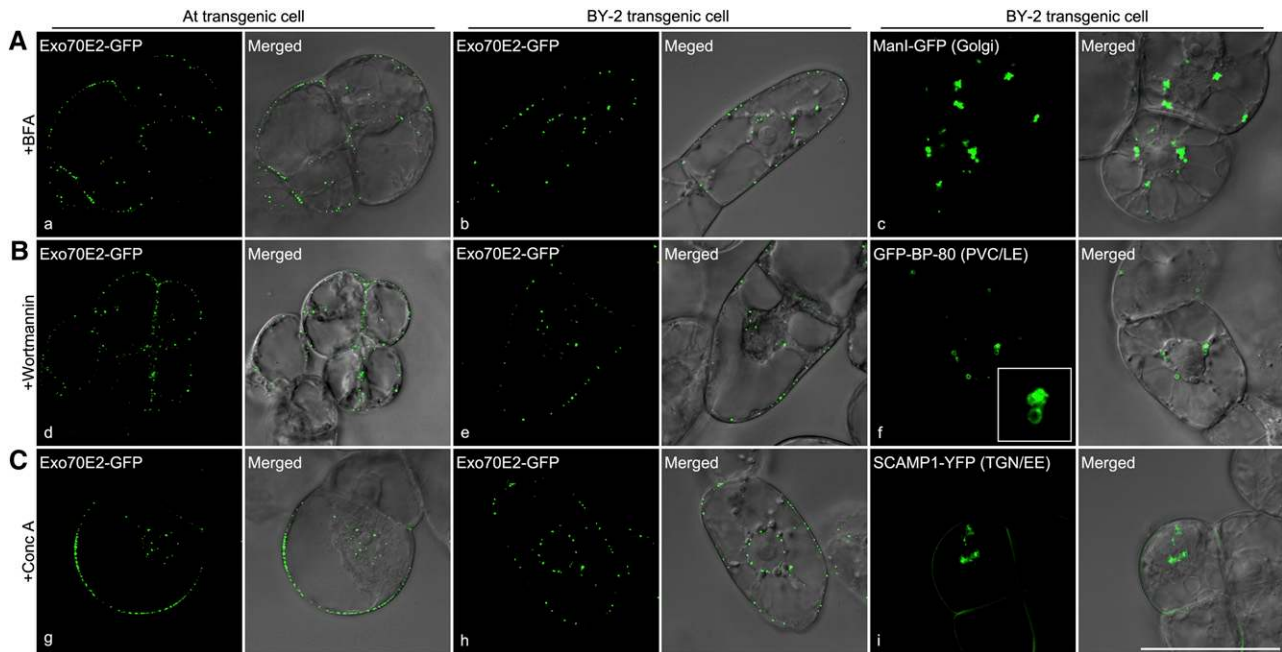 At transgenic cell
BY-2 transgenic cell
BY-2 transgenic cell
A
+BFA
Exo70E2-GFP
Merged
Exo70E2-GFP
Meged
ManI-GFP (Golgi)
Merged
a
b
c
B
+Wortmannin
Exo70E2-GFP
Merged
Exo70E2-GFP
Merged
GFP-BP-80 (PVC/LE)
Merged
d
e
f
C
+Conc A
Exo70E2-GFP
Merged
Exo70E2-GFP
Merged
SCAMP1-YFP (TGN/EE)
Merged
g
h
i